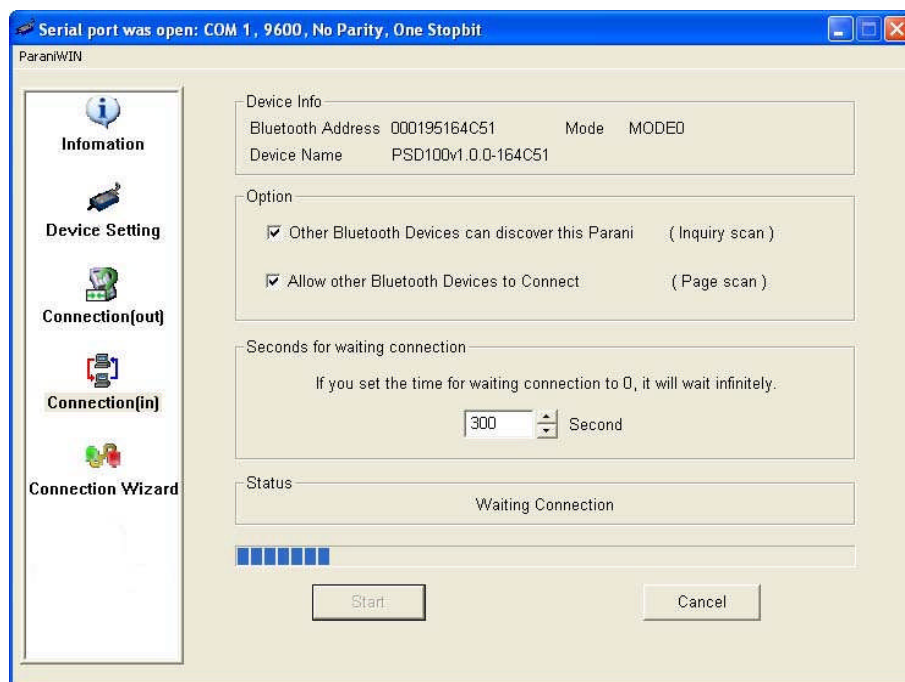 Serial port was open: COM 1, 9600, No Parity, One Stopbit
ParaniWIN
Infomation
Device Setting
Connection(out)
Connection(in)
Connection Wizard
Device Info
Bluetooth Address 000195164C51 Mode MODE0
Device Name PSD100v1.0.0-164C51
Option
Other Bluetooth Devices can discover this Parani ( Inquiry scan )
Allow other Bluetooth Devices to Connect ( Page scan )
Seconds for waiting connection
If you set the time for waiting connection to 0, it will wait infinitely.
300 Second
Status
Waiting Connection
Start Cancel